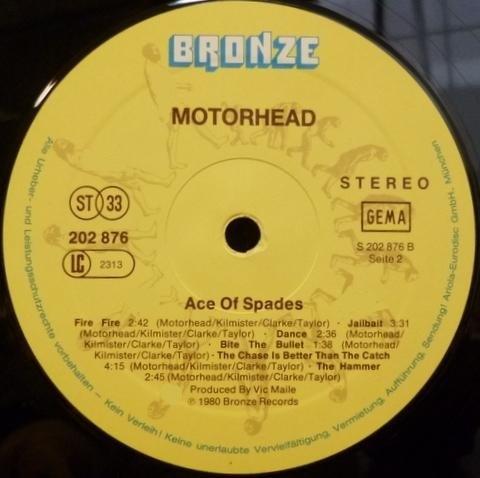 BRONZE
MOTORHEAD
STEREO
ST 33
GEMA
202 876
S 202 876 B
Seite 2
LC 2313
Ace Of Spades
Fire Fire 2:42 (Motorhead/Kilmister/Clarke/Taylor) · Jailbait 3:31
(Motorhead/Kilmister/Clarke/Taylor) · Dance 2:36 (Motorhead/
Kilmister/Clarke/Taylor) · Bite The Bullet 1:38 (Motorhead/
Kilmister/Clarke/Taylor) · The Chase Is Better Than The Catch
4:15 (Motorhead/Kilmister/Clarke/Taylor) · The Hammer
2:45 (Motorhead/Kilmister/Clarke/Taylor)
Produced By Vic Maile
℗ 1980 Bronze Records
Alle Urheber- und Leistungsschutzrechte vorbehalten – Kein Verleih! Keine unerlaubte Vervielfältigung, Vermietung, Aufführung, Sendung! Ariola-Eurodisc GmbH, München